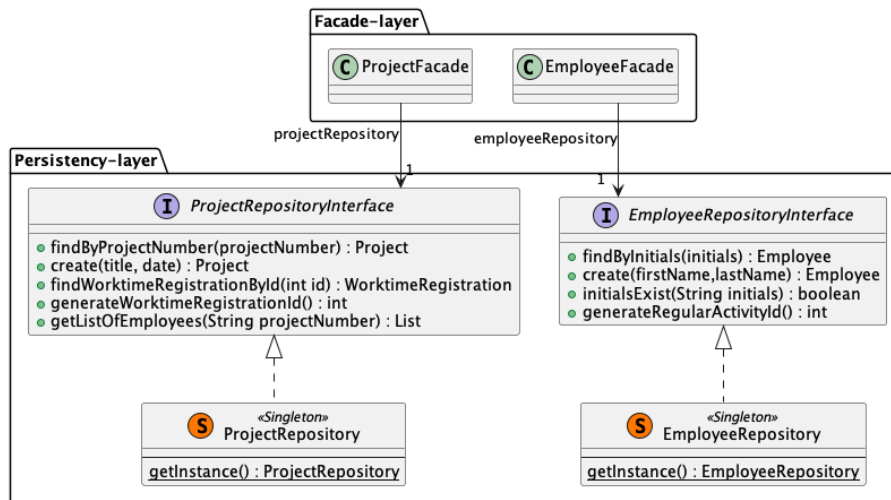 Facade-layer
C ProjectFacade
C EmployeeFacade
projectRepository
employeeRepository
1
1
Persistency-layer
I ProjectRepositoryInterface
findByProjectNumber(projectNumber) : Project
create(title, date) : Project
findWorktimeRegistrationById(int id) : WorktimeRegistration
generateWorktimeRegistrationId() : int
getListOfEmployees(String projectNumber) : List
I EmployeeRepositoryInterface
findByInitials(initials) : Employee
create(firstName,lastName) : Employee
initialsExist(String initials) : boolean
generateRegularActivityId() : int
S «Singleton»
ProjectRepository
getInstance() : ProjectRepository
S «Singleton»
EmployeeRepository
getInstance() : EmployeeRepository